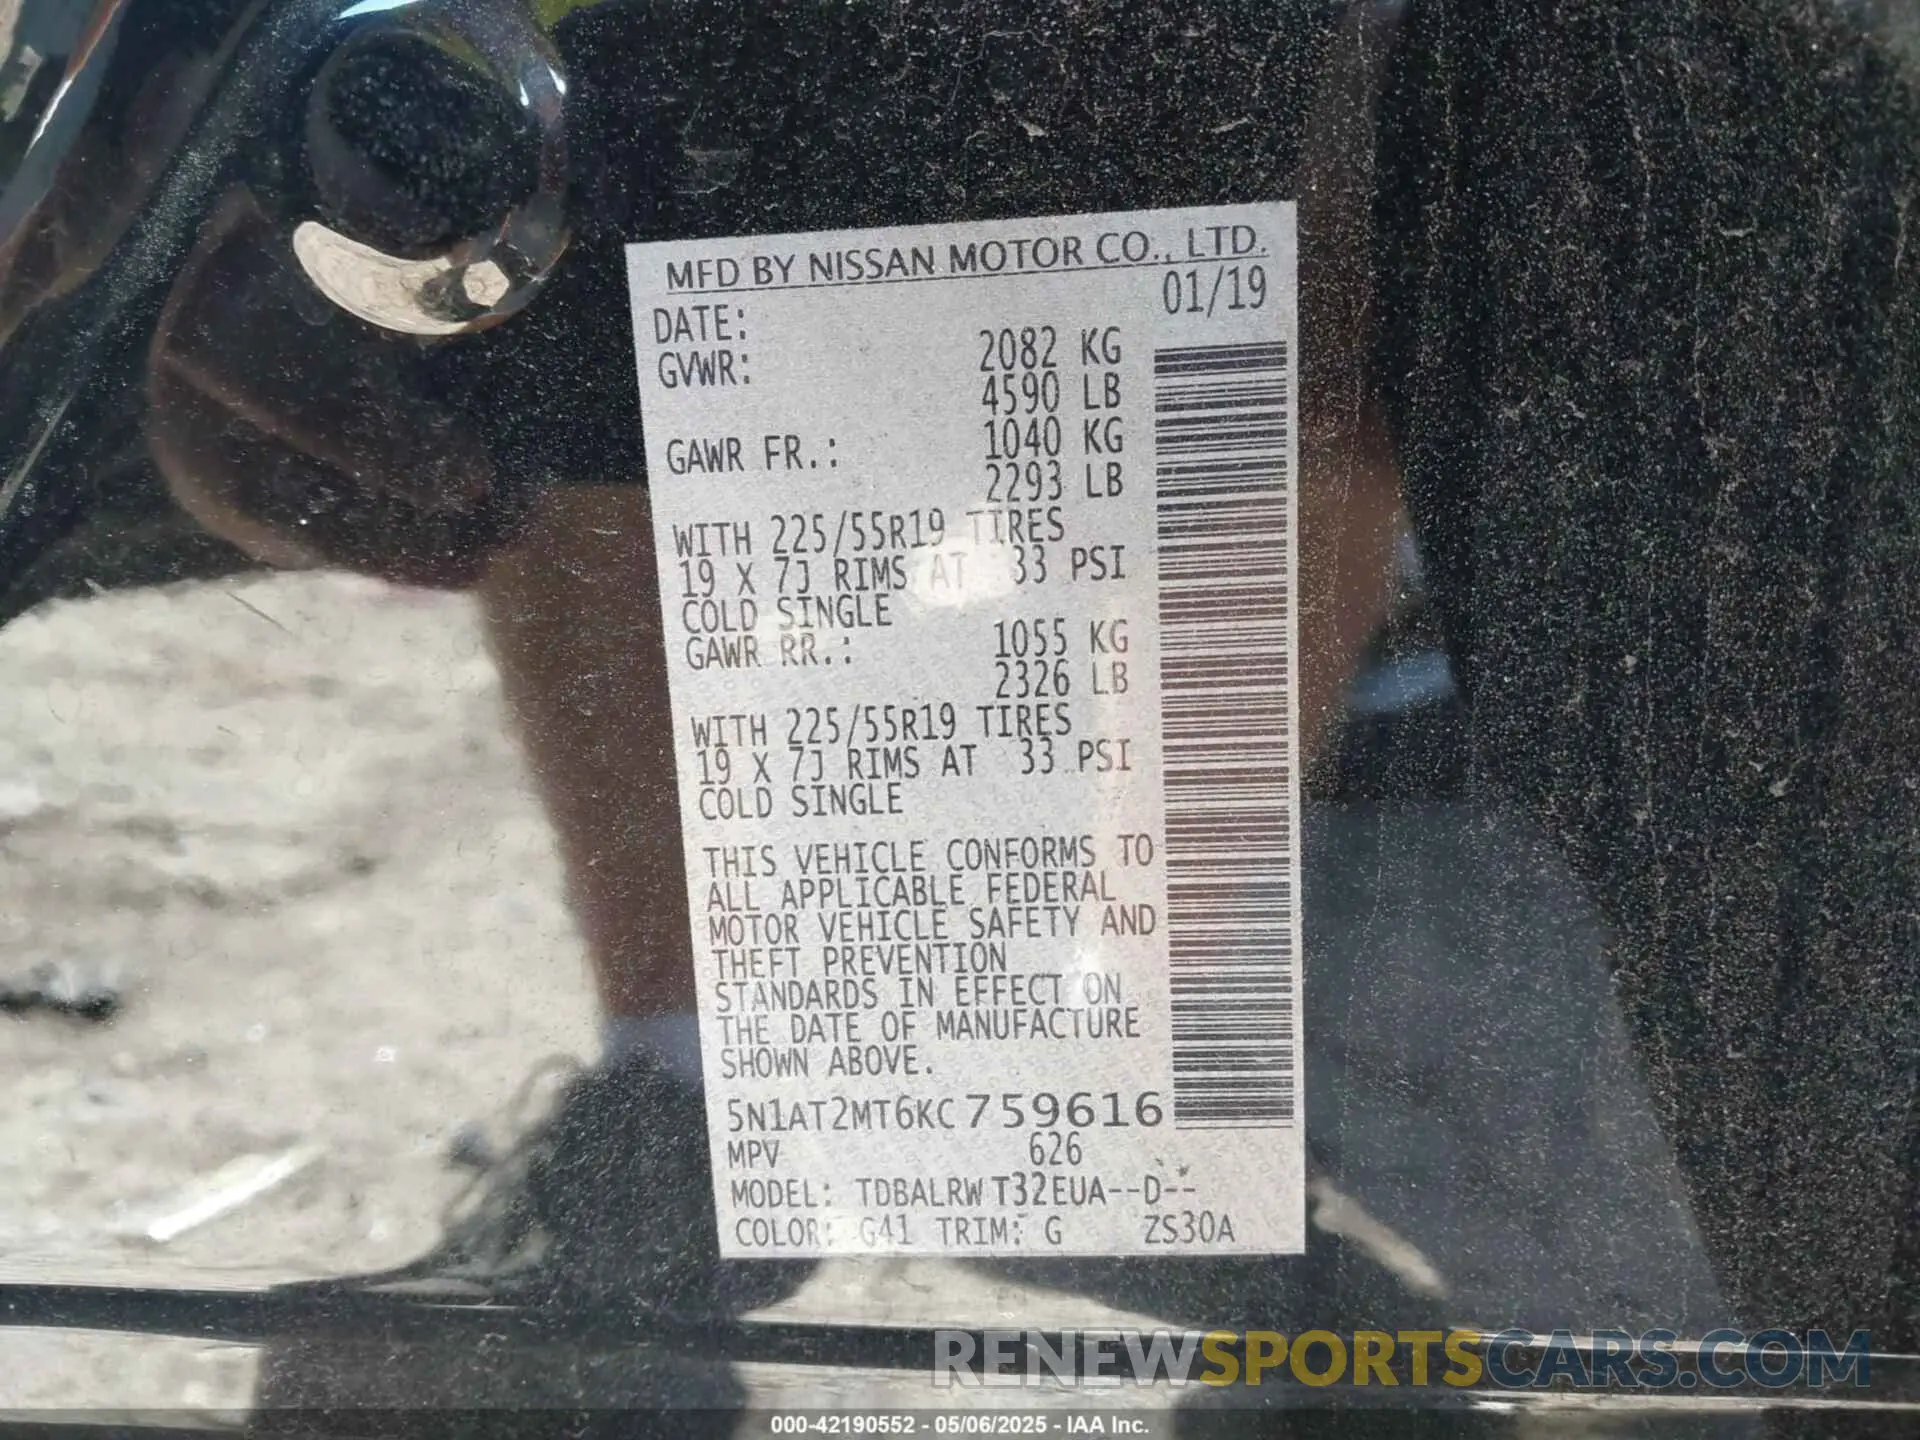 MFD BY NISSAN MOTOR CO., LTD.
DATE: 01/19
GVWR: 2082 KG
4590 LB
GAWR FR.: 1040 KG
2293 LB
WITH 225/55R19 TIRES
19 X 7J RIMS AT 33 PSI
COLD SINGLE
GAWR RR.: 1055 KG
2326 LB
WITH 225/55R19 TIRES
19 X 7J RIMS AT 33 PSI
COLD SINGLE
THIS VEHICLE CONFORMS TO
ALL APPLICABLE FEDERAL
MOTOR VEHICLE SAFETY AND
THEFT PREVENTION
STANDARDS IN EFFECT ON
THE DATE OF MANUFACTURE
SHOWN ABOVE.
5N1AT2MT6KC759616
MPV 626
MODEL: TDBALRW T32EUA--D--
COLOR: G41 TRIM: G ZS30A
RENEWSPORTSCARS.COM
000-42190552 - 05/06/2025 - IAA Inc.